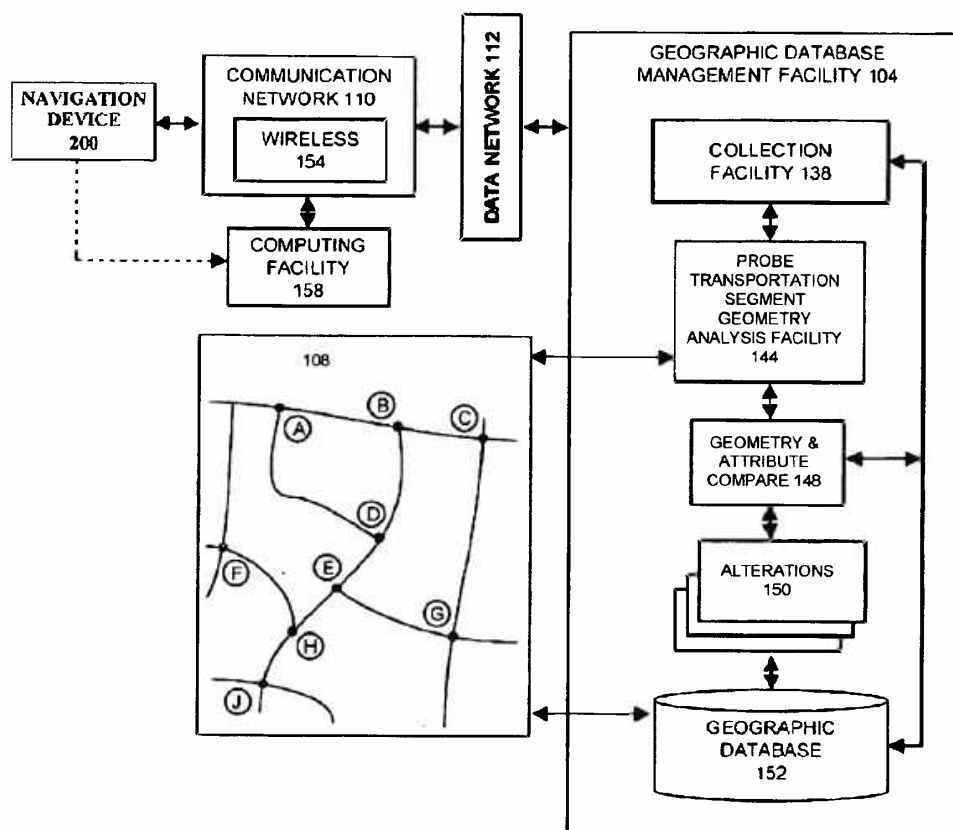 NAVIGATION
DEVICE
200
COMMUNICATION
NETWORK 110
WIRELESS
154
COMPUTING
FACILITY
158
DATA NETWORK 112
GEOGRAPHIC DATABASE
MANAGEMENT FACILITY 104
COLLECTION
FACILITY 138
PROBE
TRANSPORTATION
SEGMENT
GEOMETRY
ANALYSIS FACILITY
144
GEOMETRY &
ATTRIBUTE
COMPARE 148
ALTERATIONS
150
GEOGRAPHIC
DATABASE
152
108
A
B
C
D
E
F
G
H
J